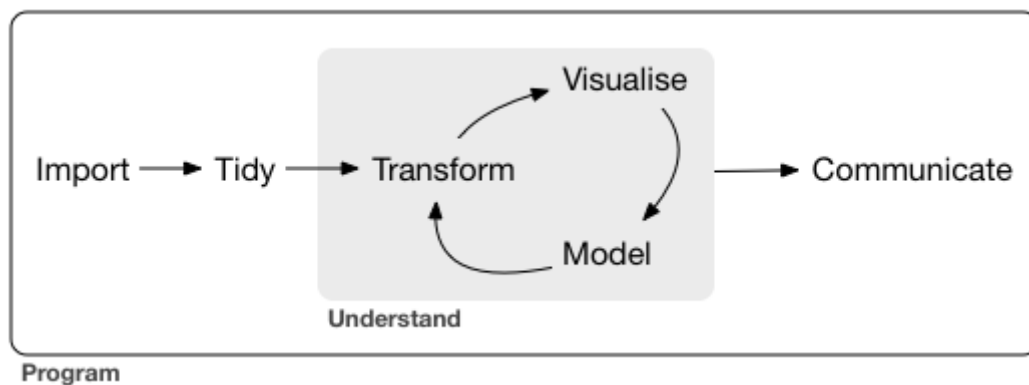 Visualise
Import Tidy Transform Communicate
Model
Understand
Program